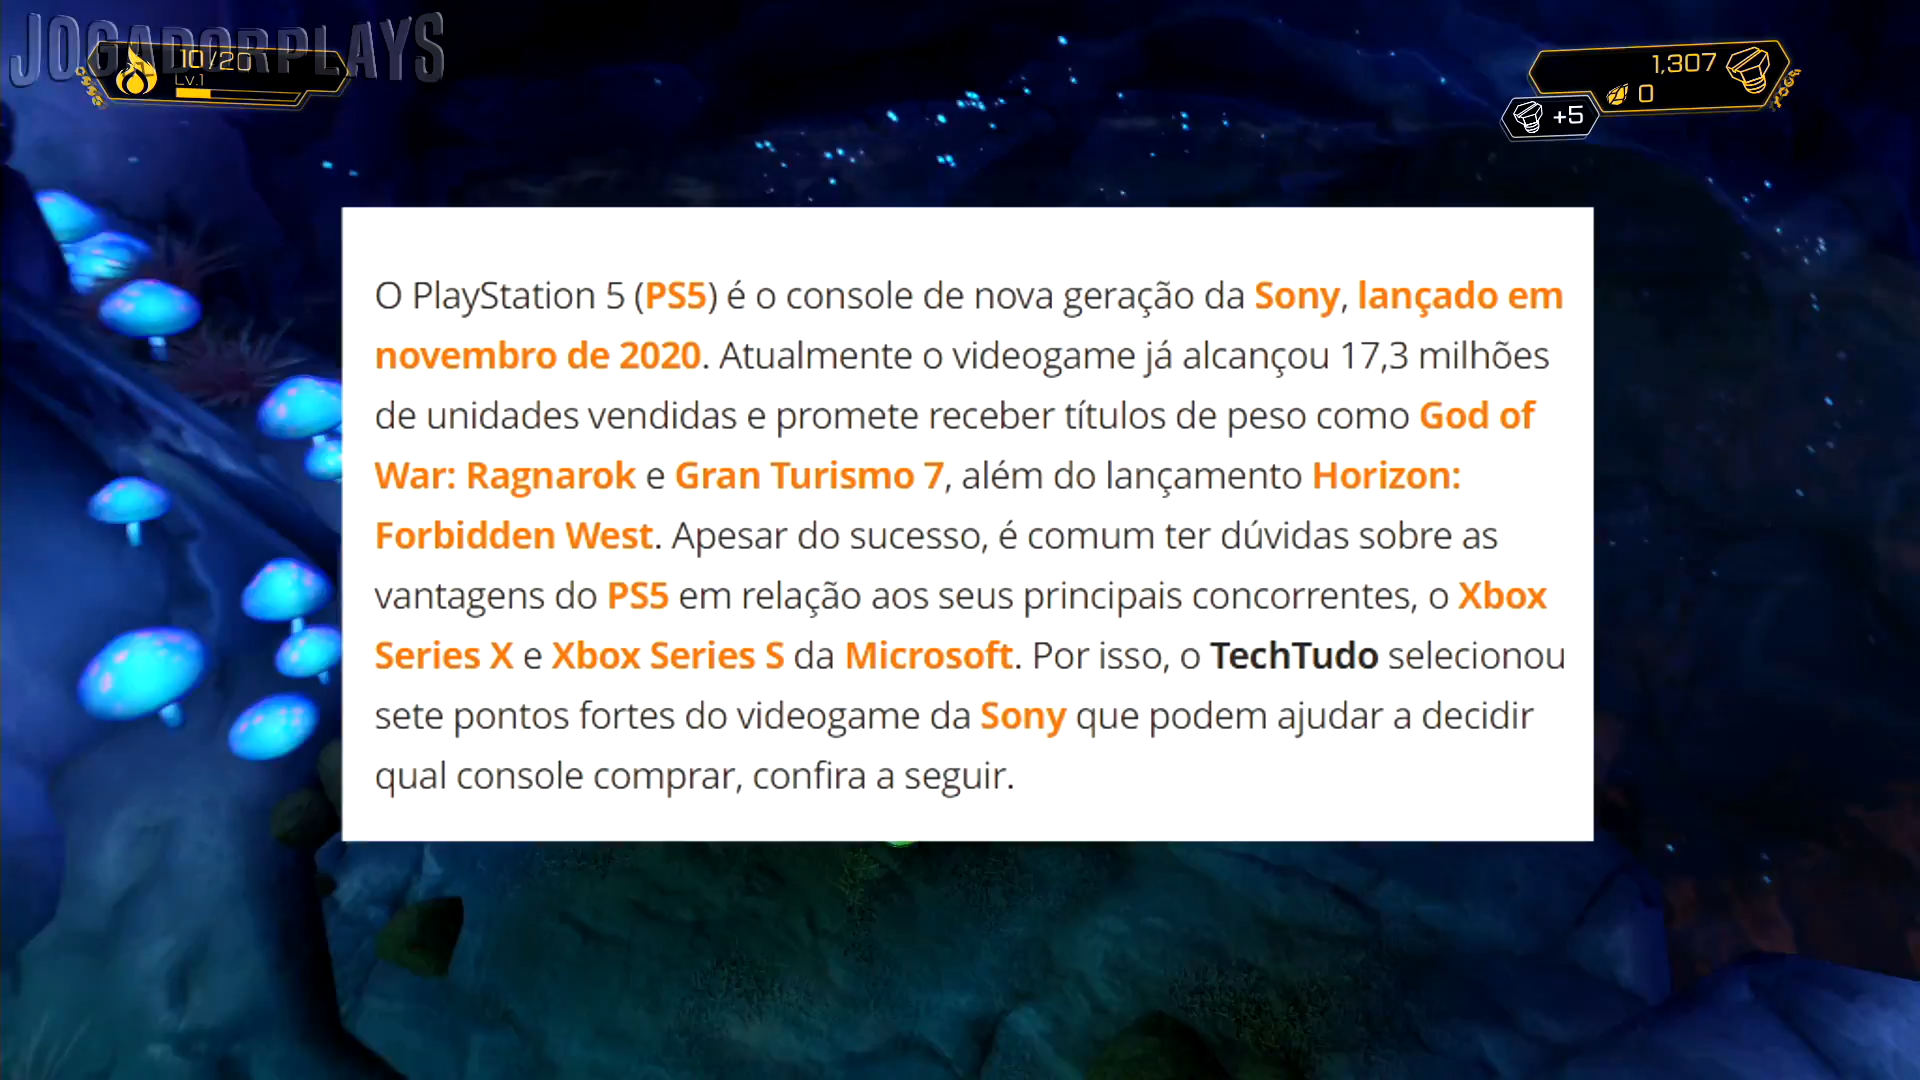 JOGADORPLAYS
10/20
Lv.1
1,307
0
+5
O PlayStation 5 (PS5) é o console de nova geração da Sony, lançado em
novembro de 2020. Atualmente o videogame já alcançou 17,3 milhões
de unidades vendidas e promete receber títulos de peso como God of
War: Ragnarok e Gran Turismo 7, além do lançamento Horizon:
Forbidden West. Apesar do sucesso, é comum ter dúvidas sobre as
vantagens do PS5 em relação aos seus principais concorrentes, o Xbox
Series X e Xbox Series S da Microsoft. Por isso, o TechTudo selecionou
sete pontos fortes do videogame da Sony que podem ajudar a decidir
qual console comprar, confira a seguir.